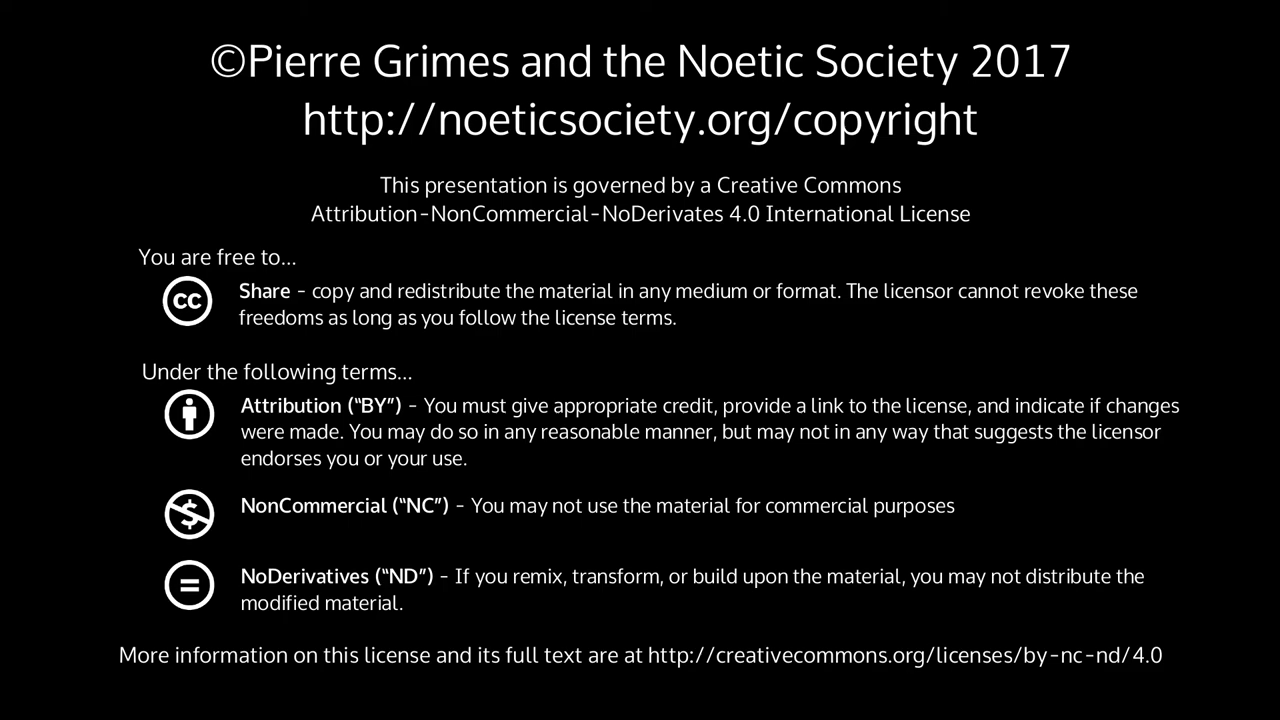 ©Pierre Grimes and the Noetic Society 2017
http://noeticsociety.org/copyright
This presentation is governed by a Creative Commons
Attribution-NonCommercial-NoDerivates 4.0 International License
You are free to...
cc
Share - copy and redistribute the material in any medium or format. The licensor cannot revoke these
freedoms as long as you follow the license terms.
Under the following terms...
Attribution (“BY”) - You must give appropriate credit, provide a link to the license, and indicate if changes
were made. You may do so in any reasonable manner, but may not in any way that suggests the licensor
endorses you or your use.
NonCommercial (“NC”) - You may not use the material for commercial purposes
NoDerivatives (“ND”) - If you remix, transform, or build upon the material, you may not distribute the
modified material.
More information on this license and its full text are at http://creativecommons.org/licenses/by-nc-nd/4.0